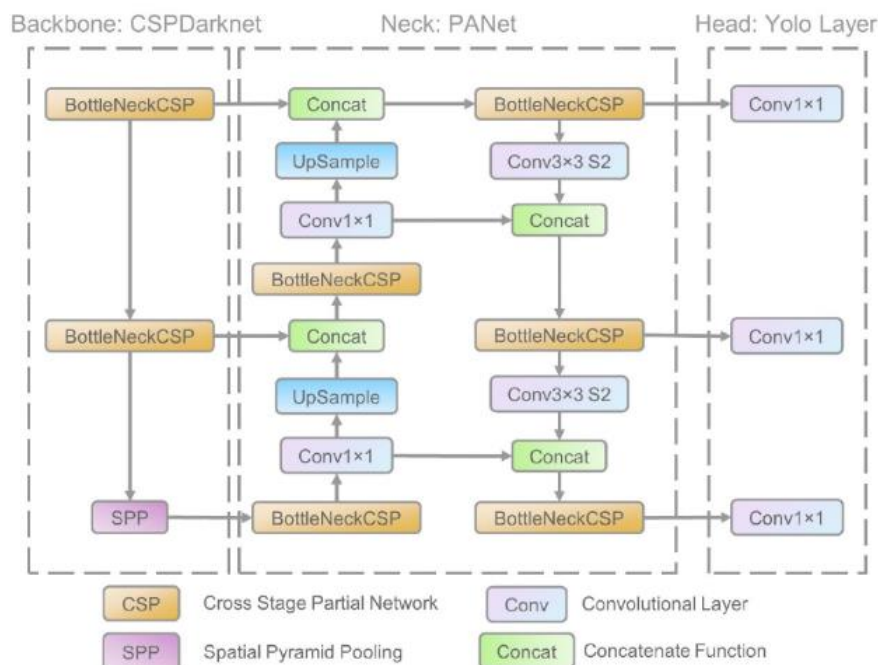 Backbone: CSPDarknet Neck: PANet Head: Yolo Layer
BottleNeckCSP Concat BottleNeckCSP Conv1×1
UpSample Conv3×3 S2
Conv1×1 Concat
BottleNeckCSP
BottleNeckCSP Concat BottleNeckCSP Conv1×1
UpSample Conv3×3 S2
Conv1×1 Concat
SPP BottleNeckCSP BottleNeckCSP Conv1×1
CSP Cross Stage Partial Network Conv Convolutional Layer
SPP Spatial Pyramid Pooling Concat Concatenate Function